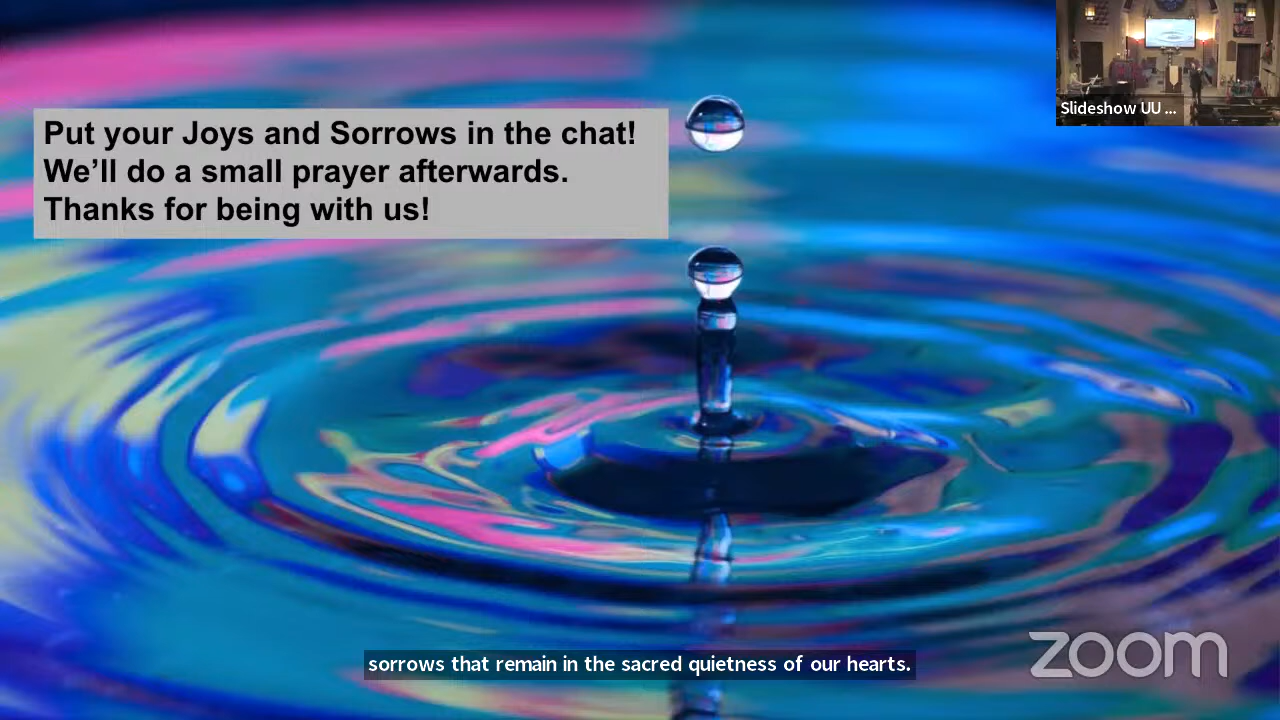 Slideshow UU ...
Put your Joys and Sorrows in the chat!
We’ll do a small prayer afterwards.
Thanks for being with us!
sorrows that remain in the sacred quietness of our hearts.
zoom